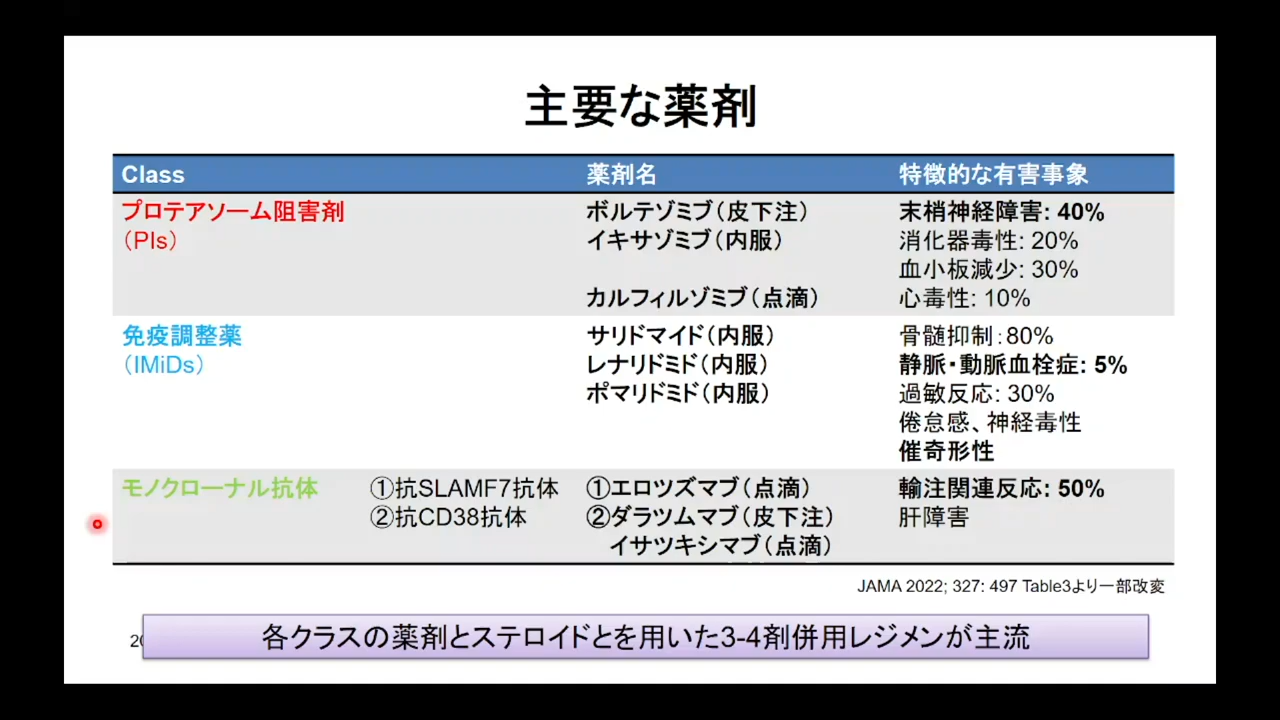 主要な薬剤
Class 薬剤名 特徴的な有害事象
プロテアソーム阻害剤 ボルテゾミブ（皮下注） 末梢神経障害: 40%
（PIs） イキサゾミブ（内服） 消化器毒性: 20%
血小板減少: 30%
カルフィルゾミブ（点滴） 心毒性: 10%
免疫調整薬 サリドマイド（内服） 骨髄抑制：80%
（IMiDs） レナリドミド（内服） 静脈・動脈血栓症: 5%
ポマリドミド（内服） 過敏反応: 30%
倦怠感、神経毒性
催奇形性
モノクローナル抗体 ①抗SLAMF7抗体 ①エロツズマブ（点滴） 輸注関連反応: 50%
②抗CD38抗体 ②ダラツムマブ（皮下注） 肝障害
イサツキシマブ（点滴）
JAMA 2022; 327: 497 Table3より一部改変
各クラスの薬剤とステロイドとを用いた3-4剤併用レジメンが主流